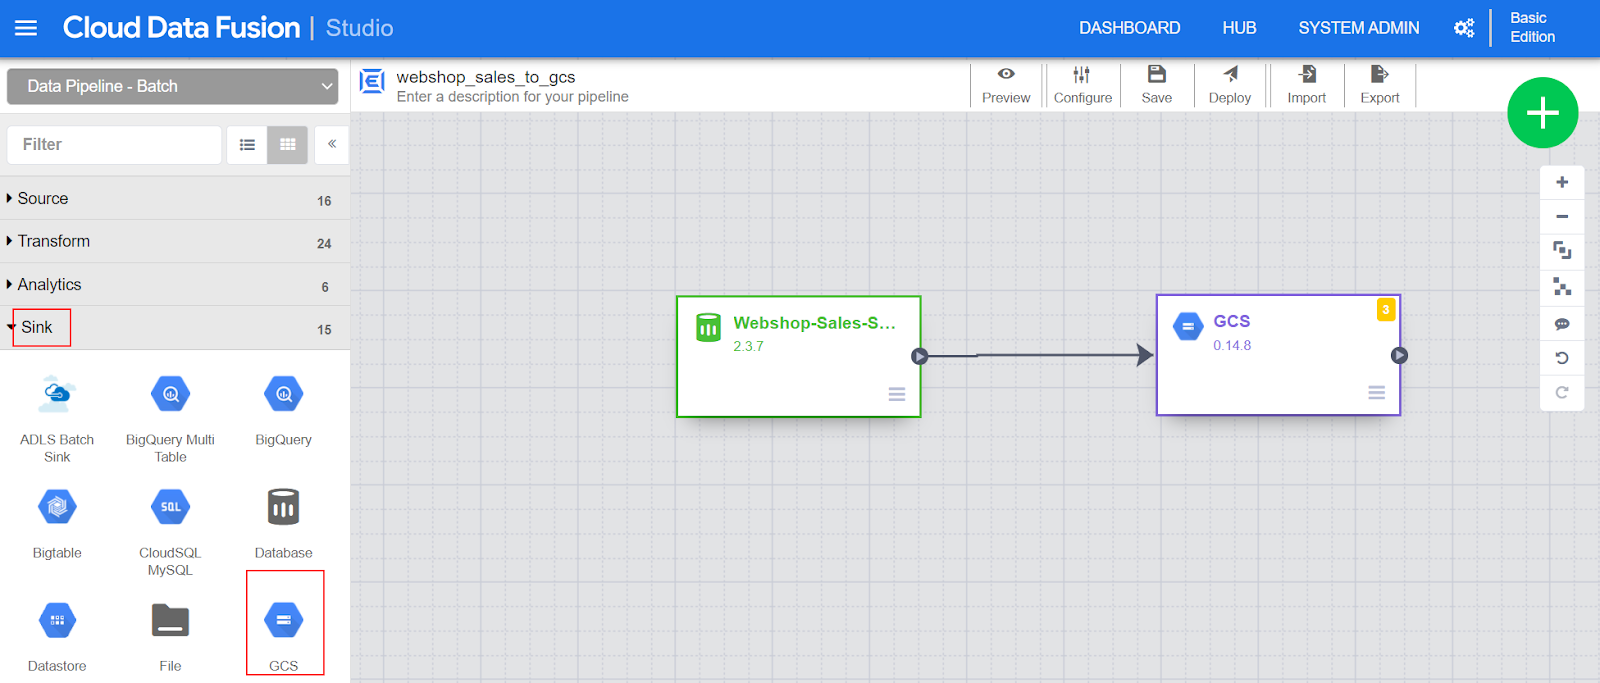 Cloud Data Fusion | Studio
DASHBOARD
HUB
SYSTEM ADMIN
Basic
Edition
Data Pipeline - Batch
webshop_sales_to_gcs
Enter a description for your pipeline
Preview
Configure
Save
Deploy
Import
Export
Filter
Source 16
Transform 24
Analytics 6
Sink 15
ADLS Batch
Sink
BigQuery Multi
Table
BigQuery
Bigtable
SQL
CloudSQL
MySQL
Database
Datastore
File
GCS
Webshop-Sales-S...
2.3.7
GCS
0.14.8
3